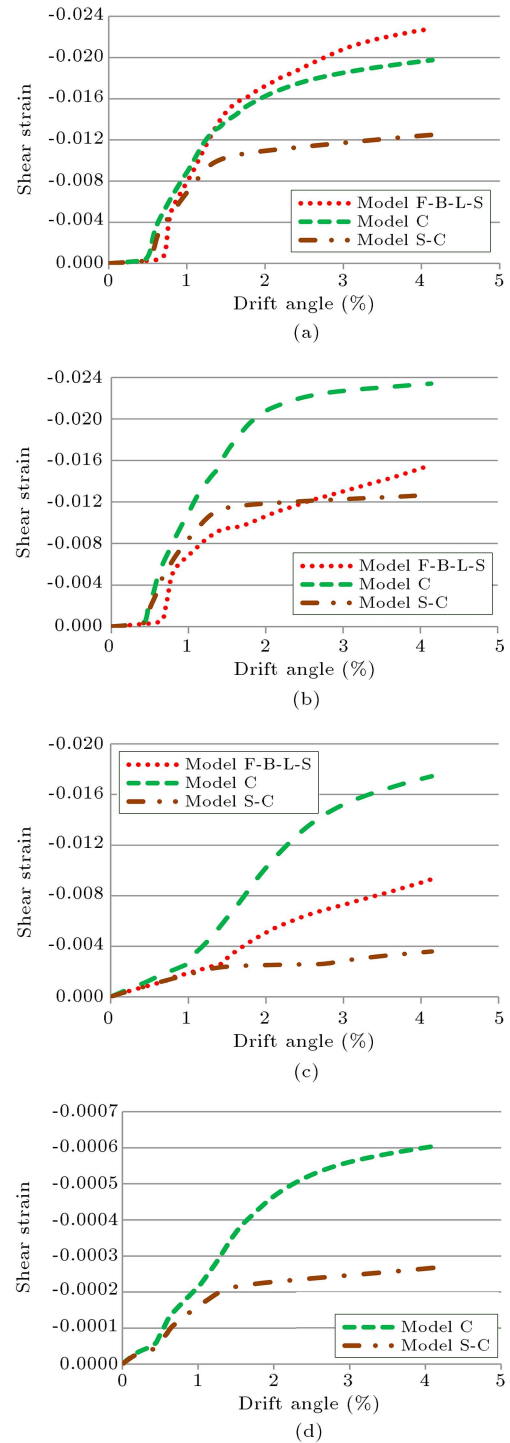 -0.024
-0.020
-0.016
-0.012
-0.008
-0.004
0.000
Shear strain
Model F-B-L-S
Model C
Model S-C
0 1 2 3 4 5
Drift angle (%)
(a)
-0.024
-0.020
-0.016
-0.012
-0.008
-0.004
0.000
Shear strain
Model F-B-L-S
Model C
Model S-C
0 1 2 3 4 5
Drift angle (%)
(b)
-0.020
-0.016
-0.012
-0.008
-0.004
0.000
Shear strain
Model F-B-L-S
Model C
Model S-C
0 1 2 3 4 5
Drift angle (%)
(c)
-0.0007
-0.0006
-0.0005
-0.0004
-0.0003
-0.0002
-0.0001
0.0000
Shear strain
Model C
Model S-C
0 1 2 3 4 5
Drift angle (%)
(d)